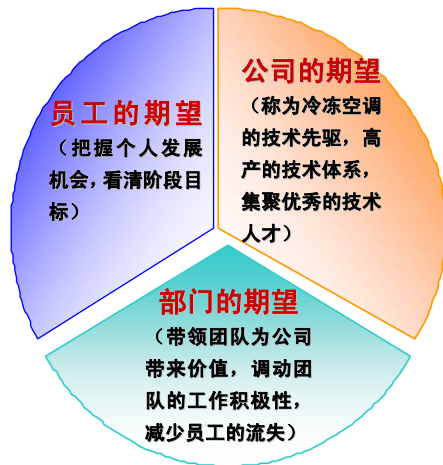 员工的期望
（把握个人发展
机会，看清阶段目
标）
公司的期望
（称为冷冻空调
的技术先驱，高
产的技术体系，
集聚优秀的技术
人才）
部门的期望
（带领团队为公司
带来价值，调动团
队的工作积极性，
减少员工的流失）